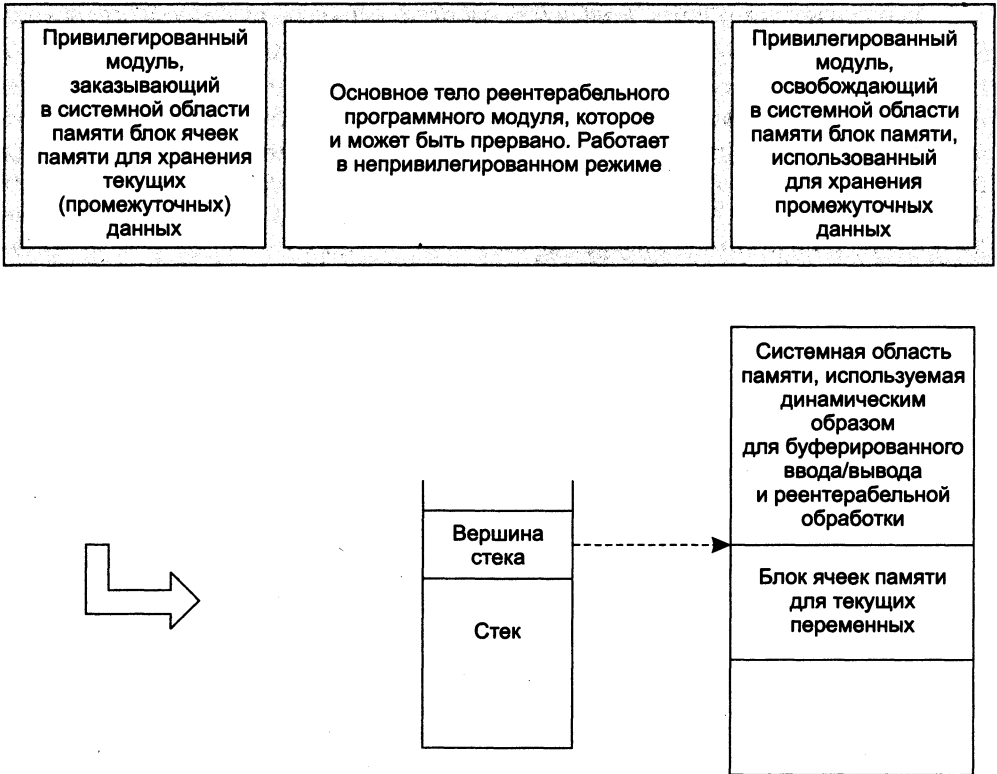 Привилегированный
модуль,
заказывающий
в системной области
памяти блок ячеек
памяти для хранения
текущих
(промежуточных)
данных
Основное тело реентерабельного
программного модуля, которое
и может быть прервано. Работает
в непривилегированном режиме
Привилегированный
модуль,
освобождающий
в системной области
памяти блок памяти,
использованный
для хранения
промежуточных
данных
Системная область
памяти, используемая
динамическим
образом
для буферированного
ввода/вывода
и реентерабельной
обработки
Вершина
стека
Стек
Блок ячеек памяти
для текущих
переменных